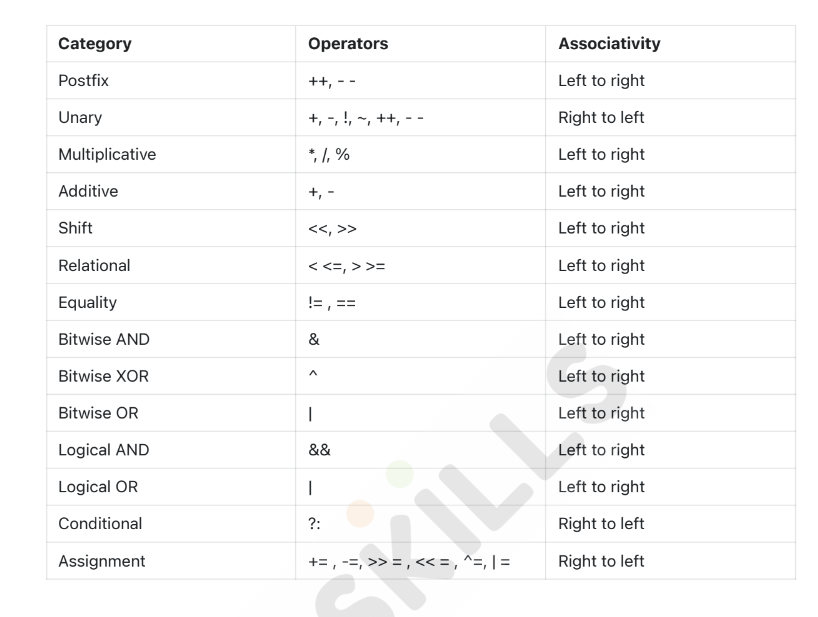 Category Operators Associativity
Postfix ++, - - Left to right
Unary +, -, !, ~, ++, - - Right to left
Multiplicative *, /, % Left to right
Additive +, - Left to right
Shift <<, >> Left to right
Relational < <=, > >= Left to right
Equality != , == Left to right
Bitwise AND & Left to right
Bitwise XOR ^ Left to right
Bitwise OR | Left to right
Logical AND && Left to right
Logical OR | Left to right
Conditional ?: Right to left
Assignment += , -=, >> = , << = , ^=, | = Right to left
SKILLS